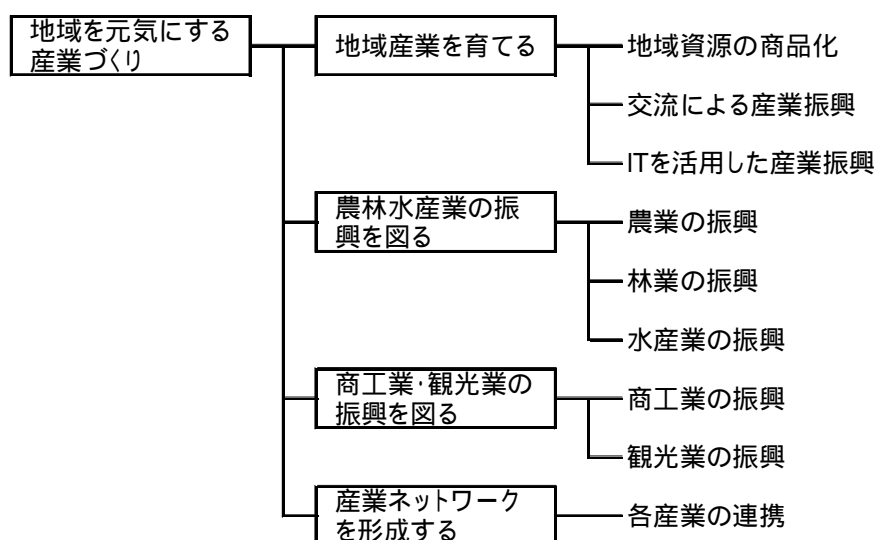 地域を元気にする
産業づくり
地域産業を育てる
地域資源の商品化
交流による産業振興
ITを活用した産業振興
農林水産業の振
興を図る
農業の振興
林業の振興
水産業の振興
商工業・観光業の
振興を図る
商工業の振興
観光業の振興
産業ネットワーク
を形成する
各産業の連携